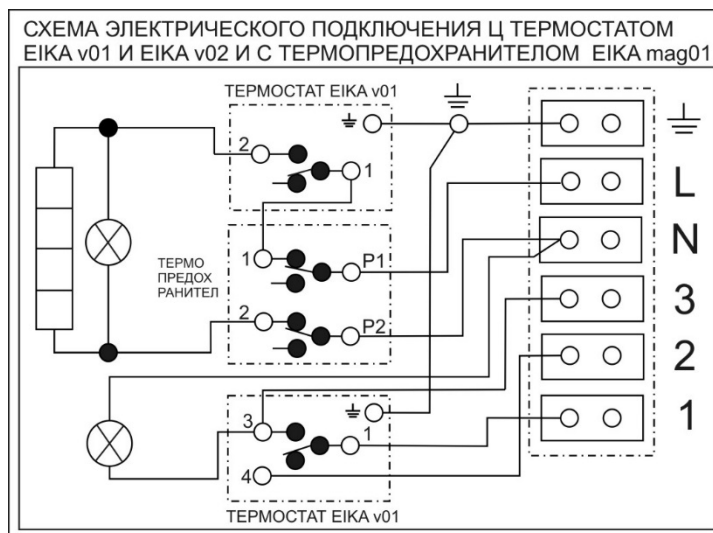 СХЕМА ЭЛЕКТРИЧЕСКОГО ПОДКЛЮЧЕНИЯ Ц ТЕРМОСТАТОМ
EIKA v01 И EIKA v02 И С ТЕРМОПРЕДОХРАНИТЕЛОМ EIKA mag01
ТЕРМОСТАТ EIKA v01
2
1
L
N
ТЕРМО
ПРЕДОХ
РАНИТЕЛ
1
P1
2
P2
3
2
1
3
1
4
ТЕРМОСТАТ EIKA v01